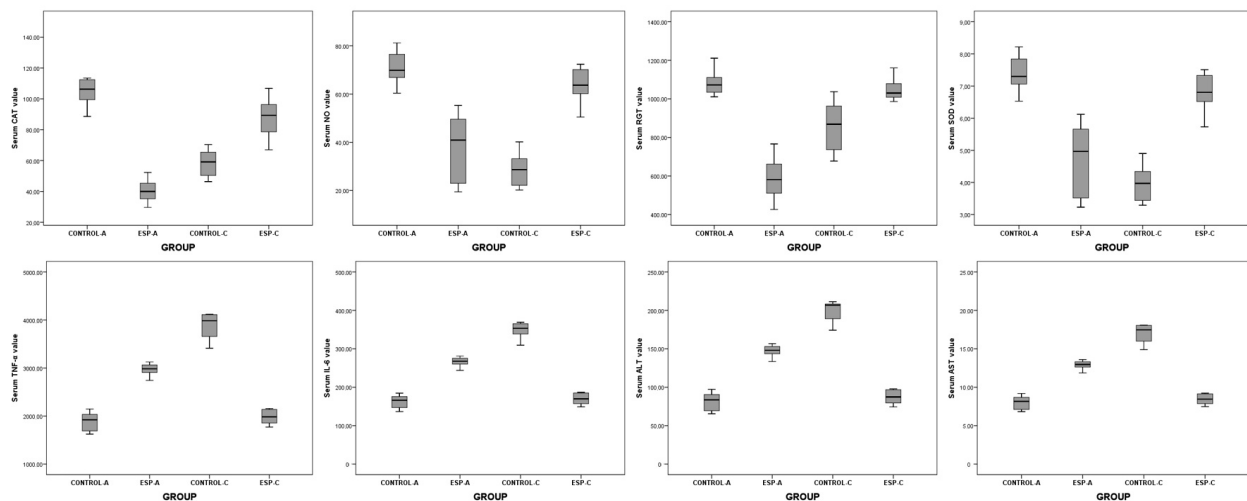 Serum CAT value
140.00
120.00
100.00
80.00
60.00
40.00
20.00
CONTROL-A ESP-A CONTROL-C ESP-C
GROUP
Serum NO value
80.00
60.00
40.00
20.00
CONTROL-A ESP-A CONTROL-C ESP-C
GROUP
Serum RGT value
1400.00
1200.00
1000.00
800.00
600.00
400.00
CONTROL-A ESP-A CONTROL-C ESP-C
GROUP
Serum SOD value
9,00
8,00
7,00
6,00
5,00
4,00
3,00
CONTROL-A ESP-A CONTROL-C ESP-C
GROUP
Serum TNF-α value
5000.00
4000.00
3000.00
2000.00
1000.00
CONTROL-A ESP-A CONTROL-C ESP-C
GROUP
Serum IL-6 value
500.00
400.00
300.00
200.00
100.00
0
CONTROL-A ESP-A CONTROL-C ESP-C
GROUP
Serum ALT value
250.00
200.00
150.00
100.00
50.00
0
CONTROL-A ESP-A CONTROL-C ESP-C
GROUP
Serum AST value
25.00
20.00
15.00
10.00
5.00
0
CONTROL-A ESP-A CONTROL-C ESP-C
GROUP